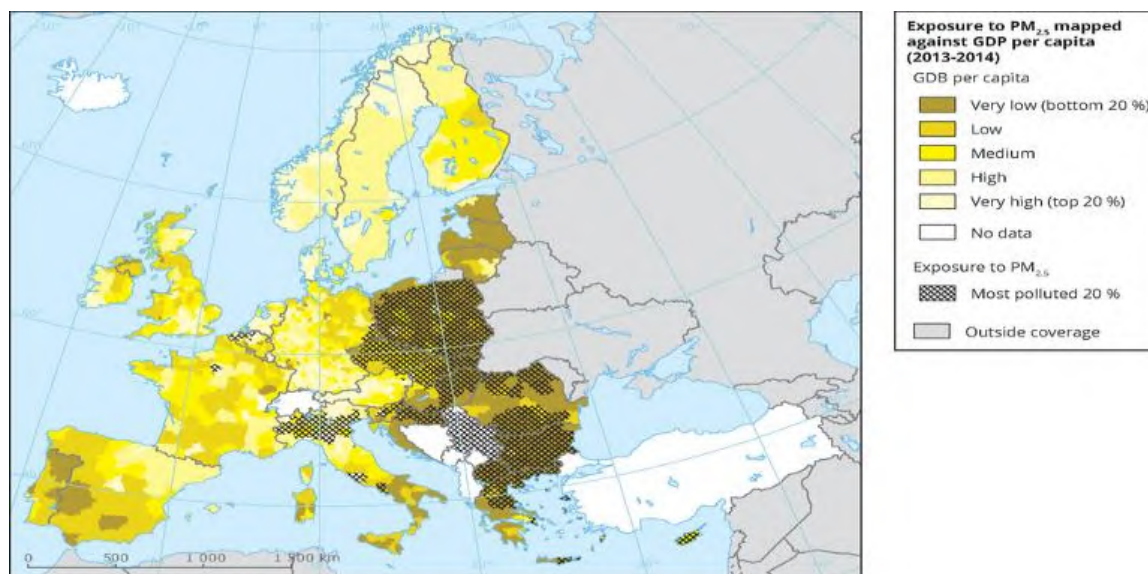 Exposure to PM2.5 mapped
against GDP per capita
(2013-2014)
GDB per capita
Very low (bottom 20 %)
Low
Medium
High
Very high (top 20 %)
No data
Exposure to PM2.5
Most polluted 20 %
Outside coverage
0 500 1 000 1 500 km